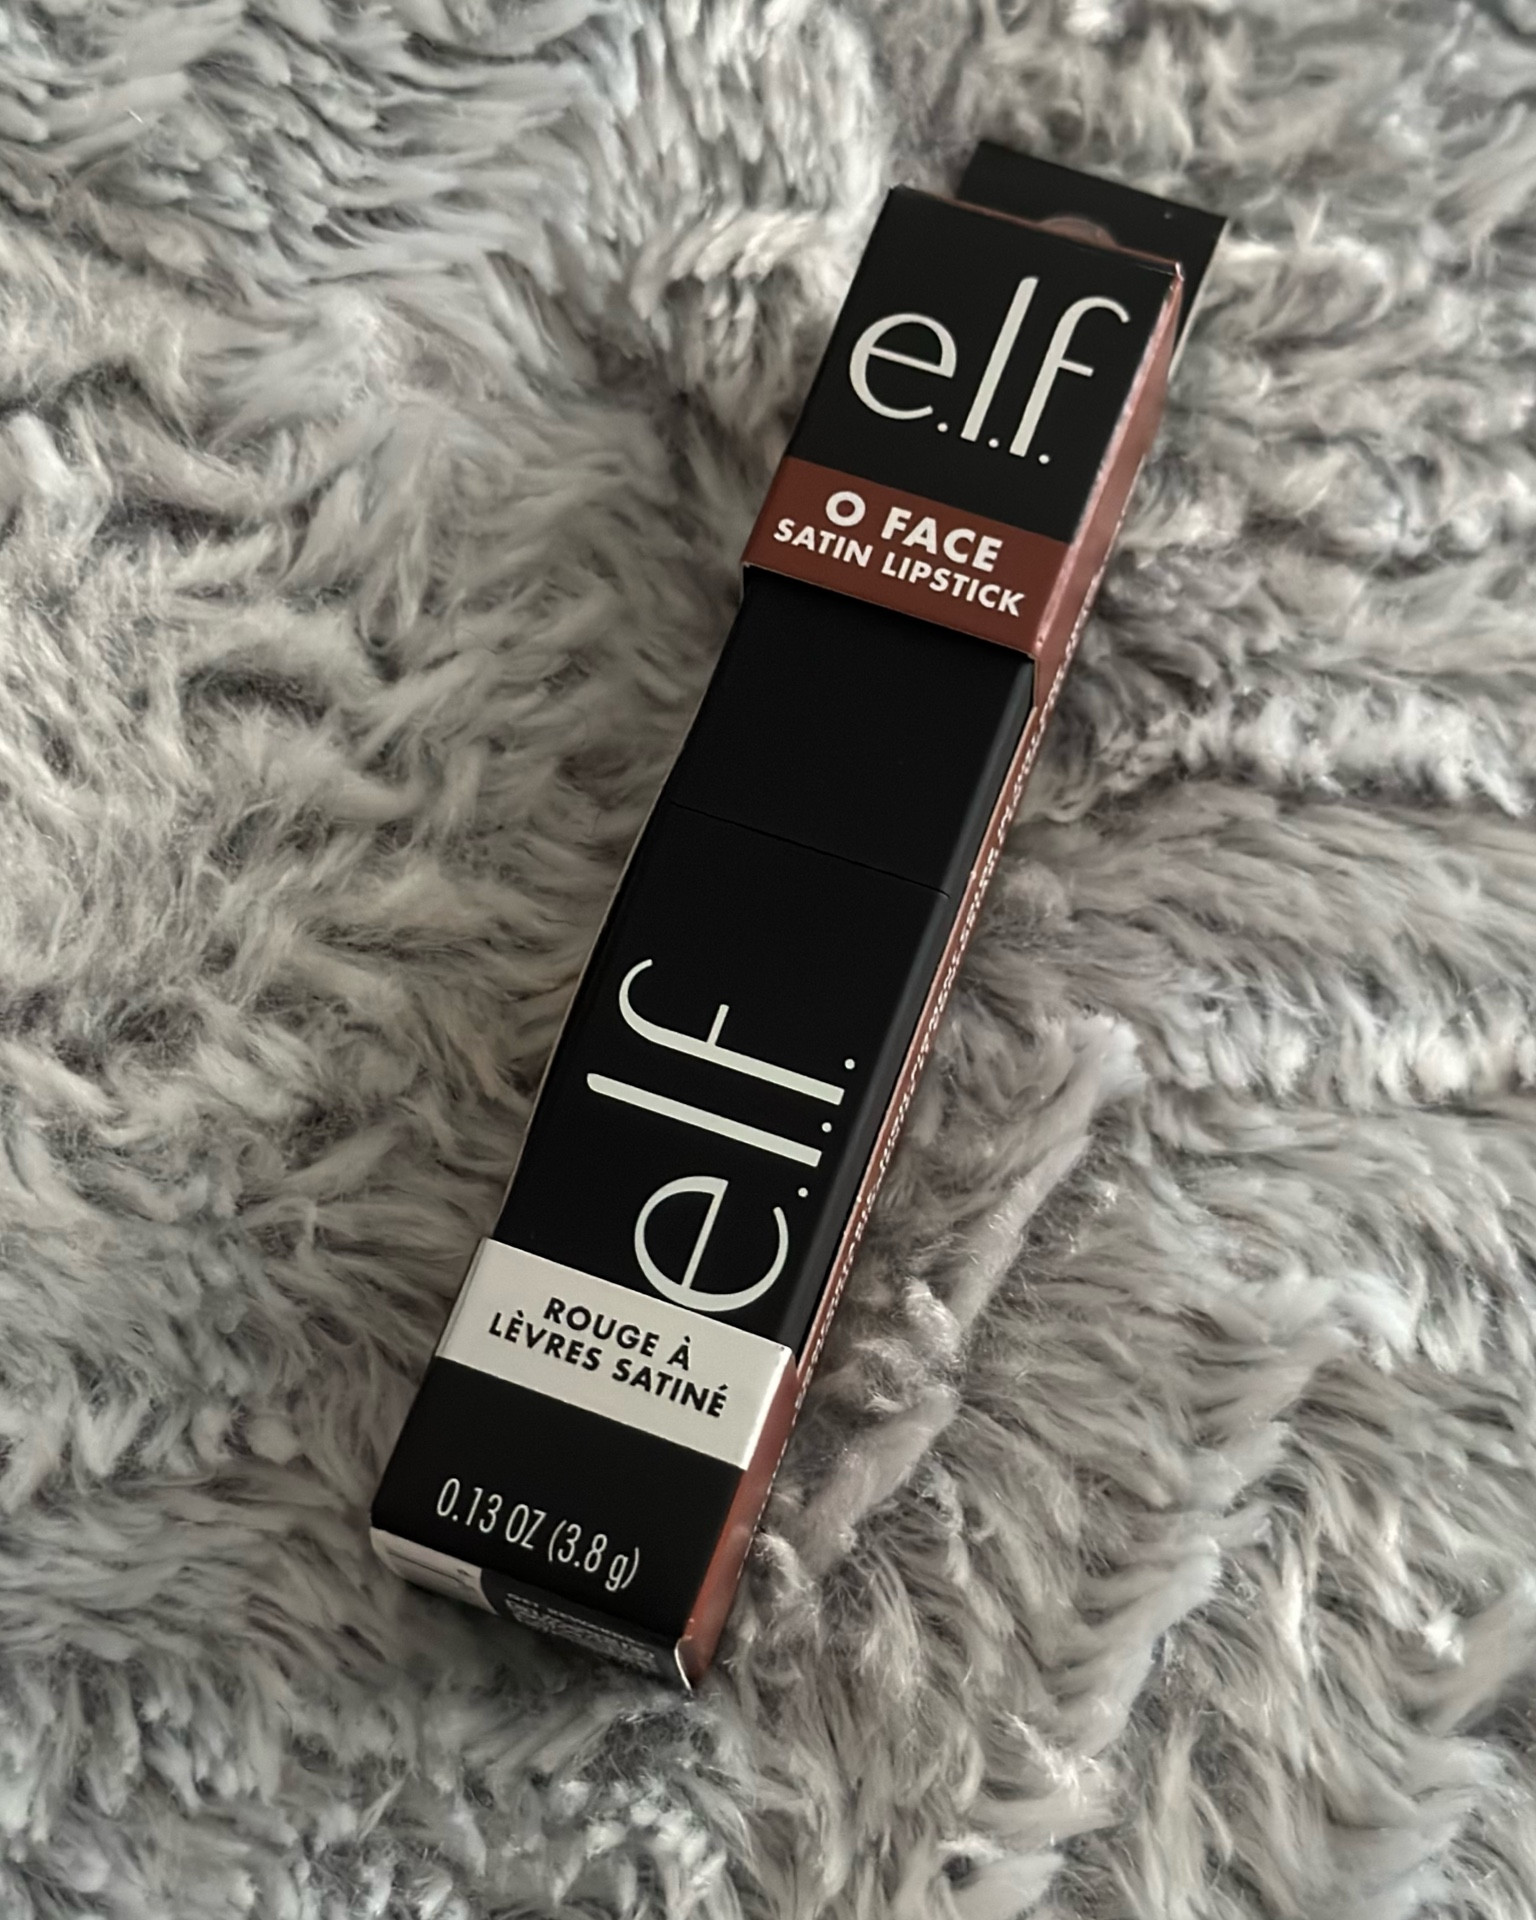 e.l.f.
O FACE
SATIN LIPSTICK
e.l.f.
ROUGE À
LÈVRES SATINÉ
0.13 OZ (3.8 g)